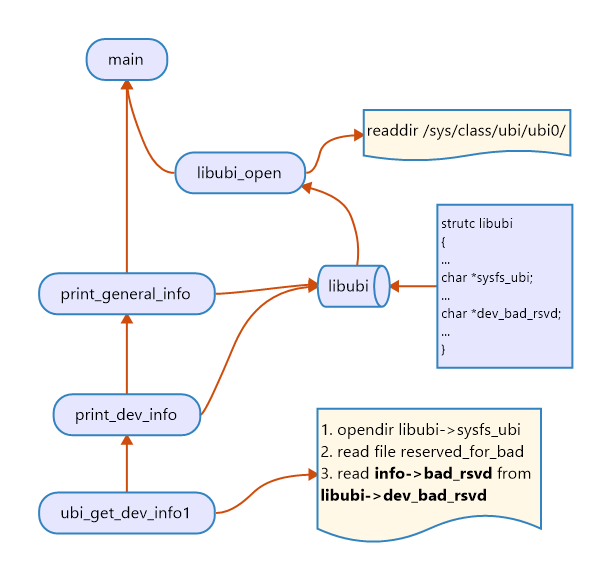 main
readdir /sys/class/ubi/ubi0/
libubi_open
strutc libubi
{
...
char *sysfs_ubi;
...
char *dev_bad_rsvd;
...
}
print_general_info
libubi
print_dev_info
1. opendir libubi->sysfs_ubi
2. read file reserved_for_bad
3. read info->bad_rsvd from
libubi->dev_bad_rsvd
ubi_get_dev_info1